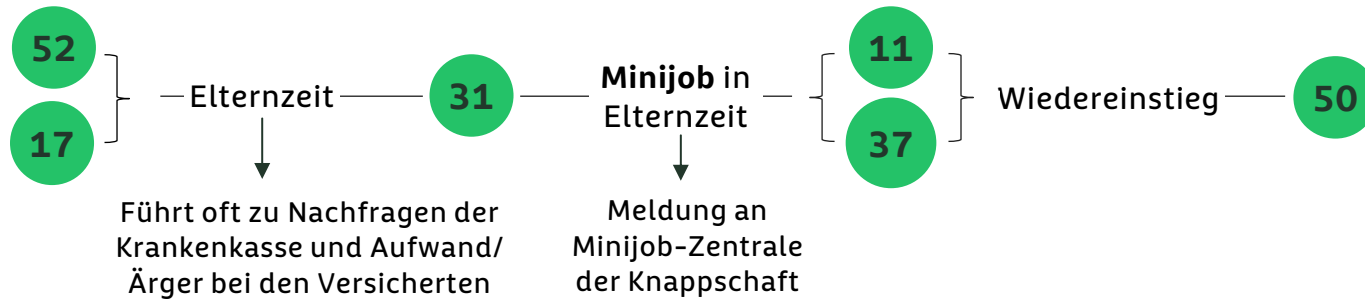 52
17
Elternzeit
31
Minijob in
Elternzeit
11
37
Wiedereinstieg
50
Führt oft zu Nachfragen der
Krankenkasse und Aufwand/
Ärger bei den Versicherten
Meldung an
Minijob-Zentrale
der Knappschaft